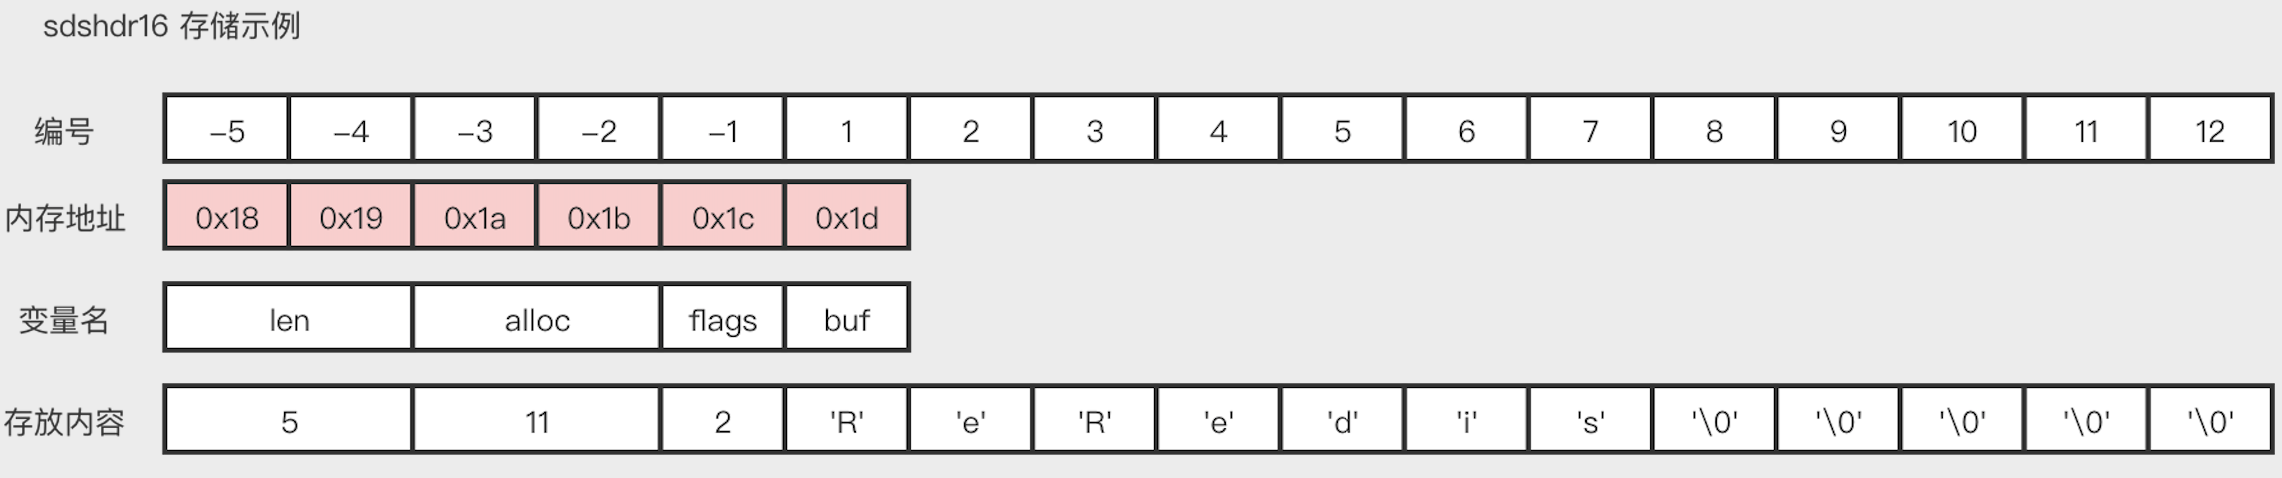 sdshdr16 存储示例
编号 -5 -4 -3 -2 -1 1 2 3 4 5 6 7 8 9 10 11 12
内存地址 0x18 0x19 0x1a 0x1b 0x1c 0x1d
变量名 len alloc flags buf
存放内容 5 11 2 'R' 'e' 'R' 'e' 'd' 'i' 's' '\0' '\0' '\0' '\0' '\0'